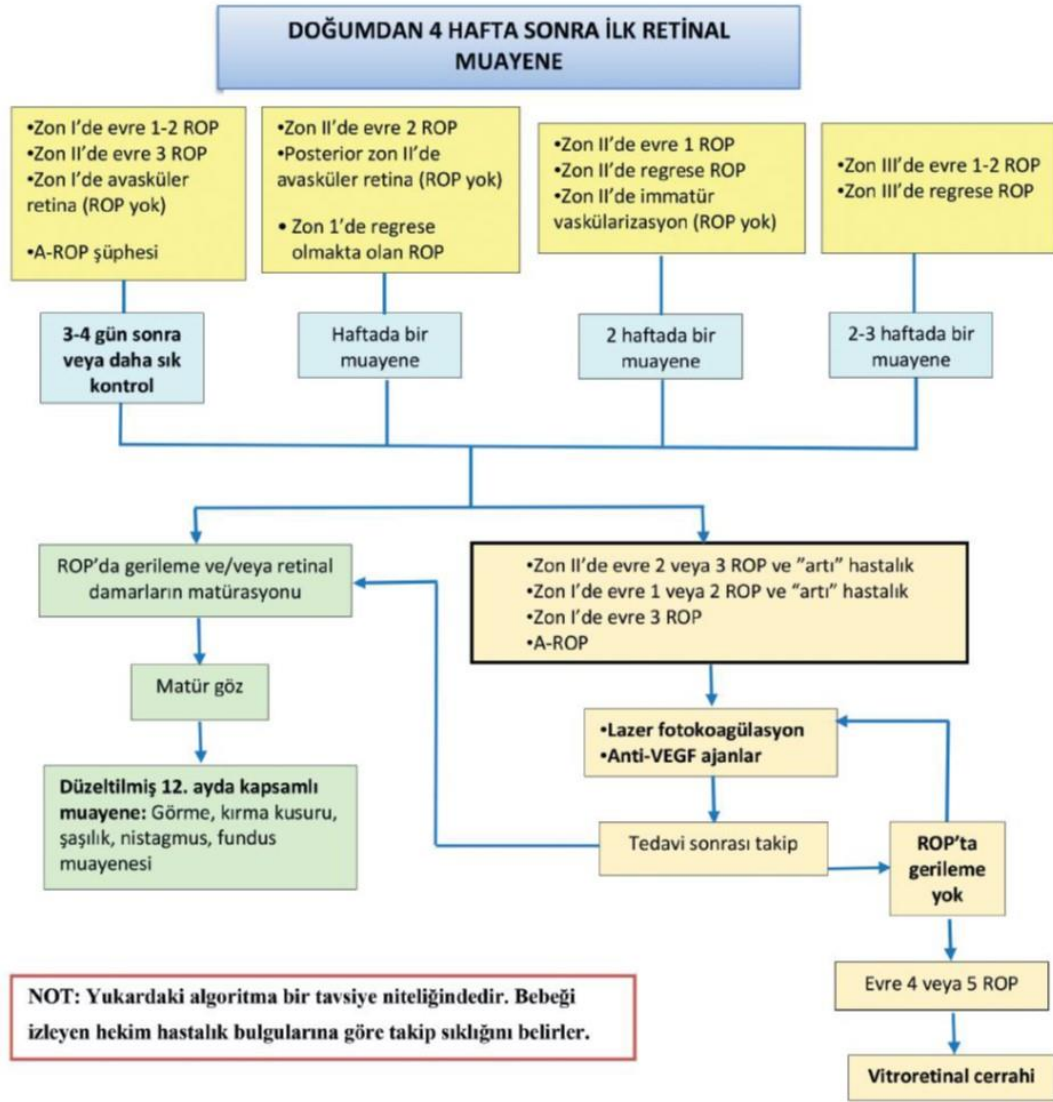 DOĞUMDAN 4 HAFTA SONRA İLK RETİNAL
MUAYENE
•Zon I’de evre 1-2 ROP
•Zon II’de evre 3 ROP
•Zon I’de avasküler
retina (ROP yok)
•A-ROP şüphesi
•Zon II’de evre 2 ROP
•Posterior zon II’de
avasküler retina (ROP yok)
• Zon 1’de regrese
olmakta olan ROP
•Zon II’de evre 1 ROP
•Zon II’de regrese ROP
•Zon II’de immatür
vaskülarizasyon (ROP yok)
•Zon III’de evre 1-2 ROP
•Zon III’de regrese ROP
3-4 gün sonra
veya daha sık
kontrol
Haftada bir
muayene
2 haftada bir
muayene
2-3 haftada bir
muayene
ROP’da gerileme ve/veya retinal
damarların matürasyonu
•Zon II’de evre 2 veya 3 ROP ve ”artı” hastalık
•Zon I’de evre 1 veya 2 ROP ve “artı” hastalık
•Zon I’de evre 3 ROP
•A-ROP
Matür göz
•Lazer fotokoagülasyon
•Anti-VEGF ajanlar
Düzeltilmiş 12. ayda kapsamlı
muayene: Görme, kırma kusuru,
şaşılık, nistagmus, fundus
muayenesi
Tedavi sonrası takip
ROP’ta
gerileme
yok
Evre 4 veya 5 ROP
Vitroretinal cerrahi
NOT: Yukardaki algoritma bir tavsiye niteliğindedir. Bebeği
izleyen hekim hastalık bulgularına göre takip sıklığını belirler.